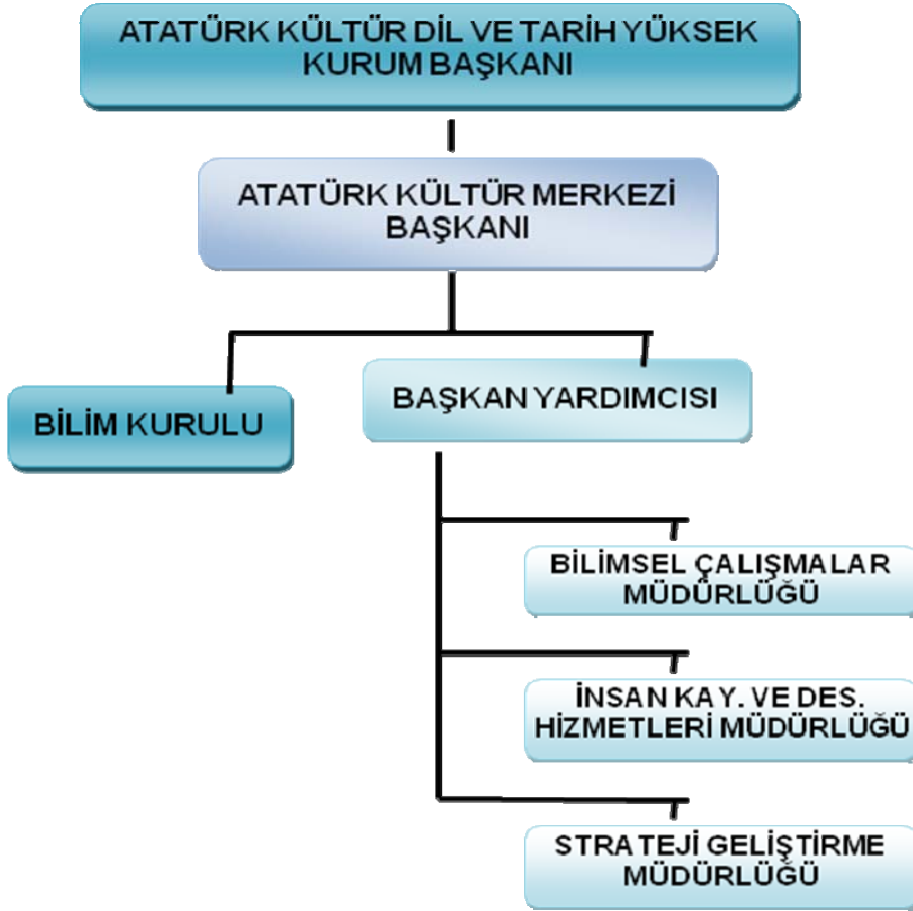 ATATÜRK KÜLTÜR DİL VE TARİH YÜKSEK
KURUM BAŞKANI
ATATÜRK KÜLTÜR MERKEZİ
BAŞKANI
BİLİM KURULU
BAŞKAN YARDIMCISI
BİLİMSEL ÇALIŞMALAR
MÜDÜRLÜĞÜ
İNSAN KAY. VE DES.
HİZMETLERİ MÜDÜRLÜĞÜ
STRATEJİ GELİŞTİRME
MÜDÜRLÜĞÜ